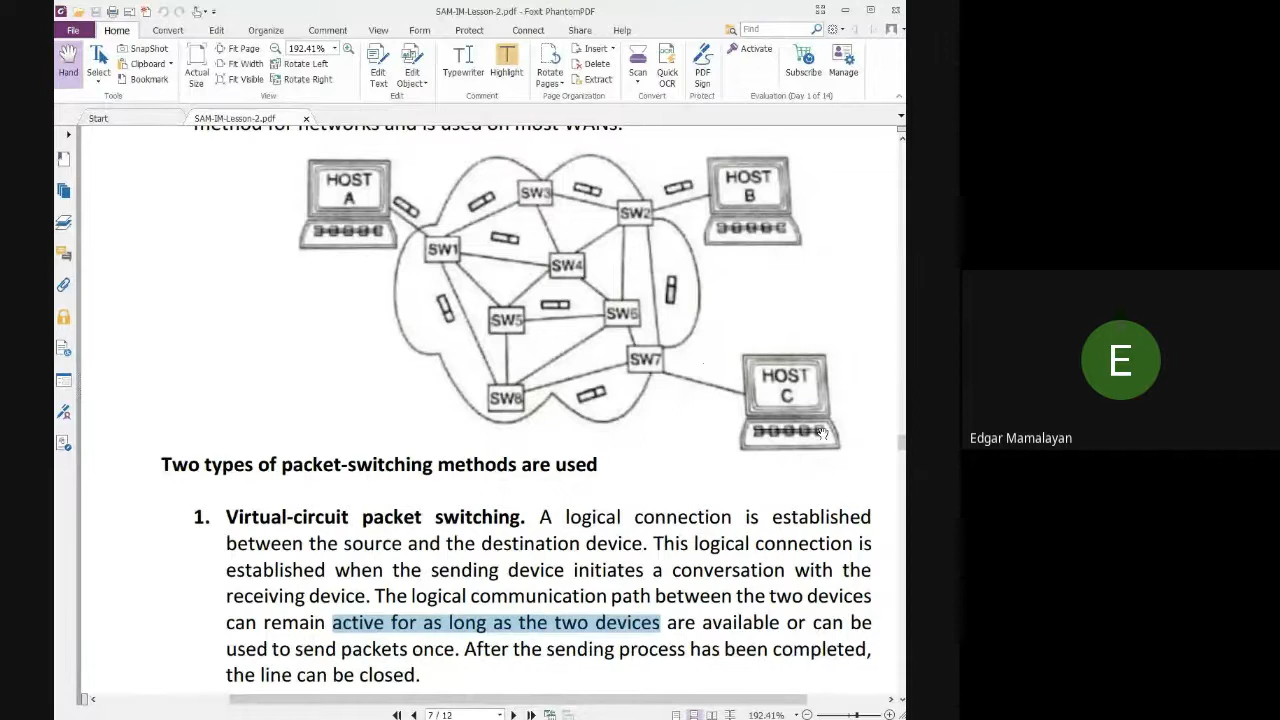 SAM-IM-Lesson-2.pdf - Foxit PhantomPDF
File Home Convert Edit Organize Comment View Form Protect Connect Share Help Find
Hand
Select
SnapShot
Clipboard
Bookmark
Tools
Actual Size
Fit Page
Fit Width
Fit Visible
192.41%
Rotate Left
Rotate Right
View
Edit Text
Edit Object
Edit
Typewriter
Highlight
Comment
Rotate Pages
Insert
Delete
Extract
Page Organization
Scan
Quick OCR
Convert
PDF Sign
Protect
Activate
Subscribe
Manage
Evaluation (Day 1 of 14)
Start SAM-IM-Lesson-2.pdf
method for networks and is used on most WANs.
HOST A
HOST B
SW3
SW2
SW1
SW4
SW5
SW6
SW7
SW8
HOST C
Two types of packet-switching methods are used
1. Virtual-circuit packet switching. A logical connection is established
between the source and the destination device. This logical connection is
established when the sending device initiates a conversation with the
receiving device. The logical communication path between the two devices
can remain active for as long as the two devices are available or can be
used to send packets once. After the sending process has been completed,
the line can be closed.
7 / 12
192.41%
E
Edgar Mamalayan